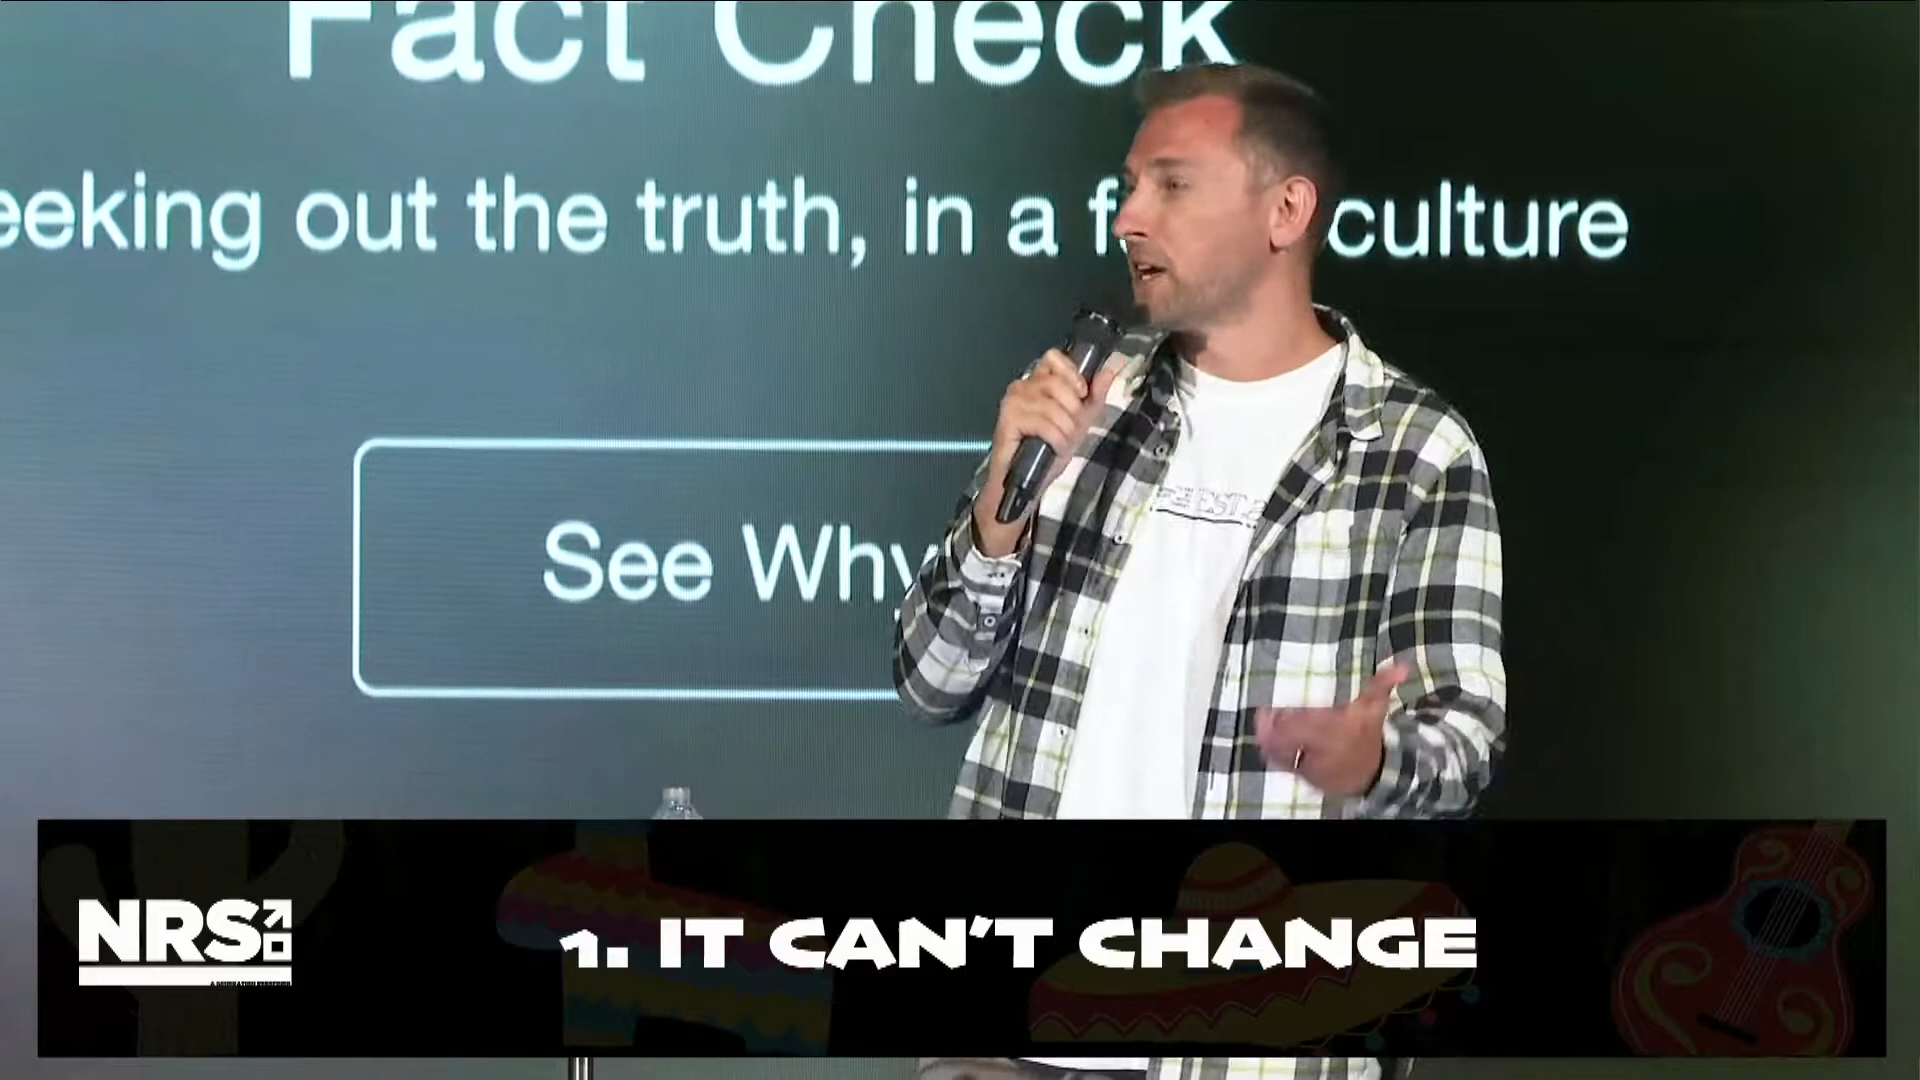 Fact Check
eeking out the truth, in a f culture
See Why
NRS
1. IT CAN'T CHANGE